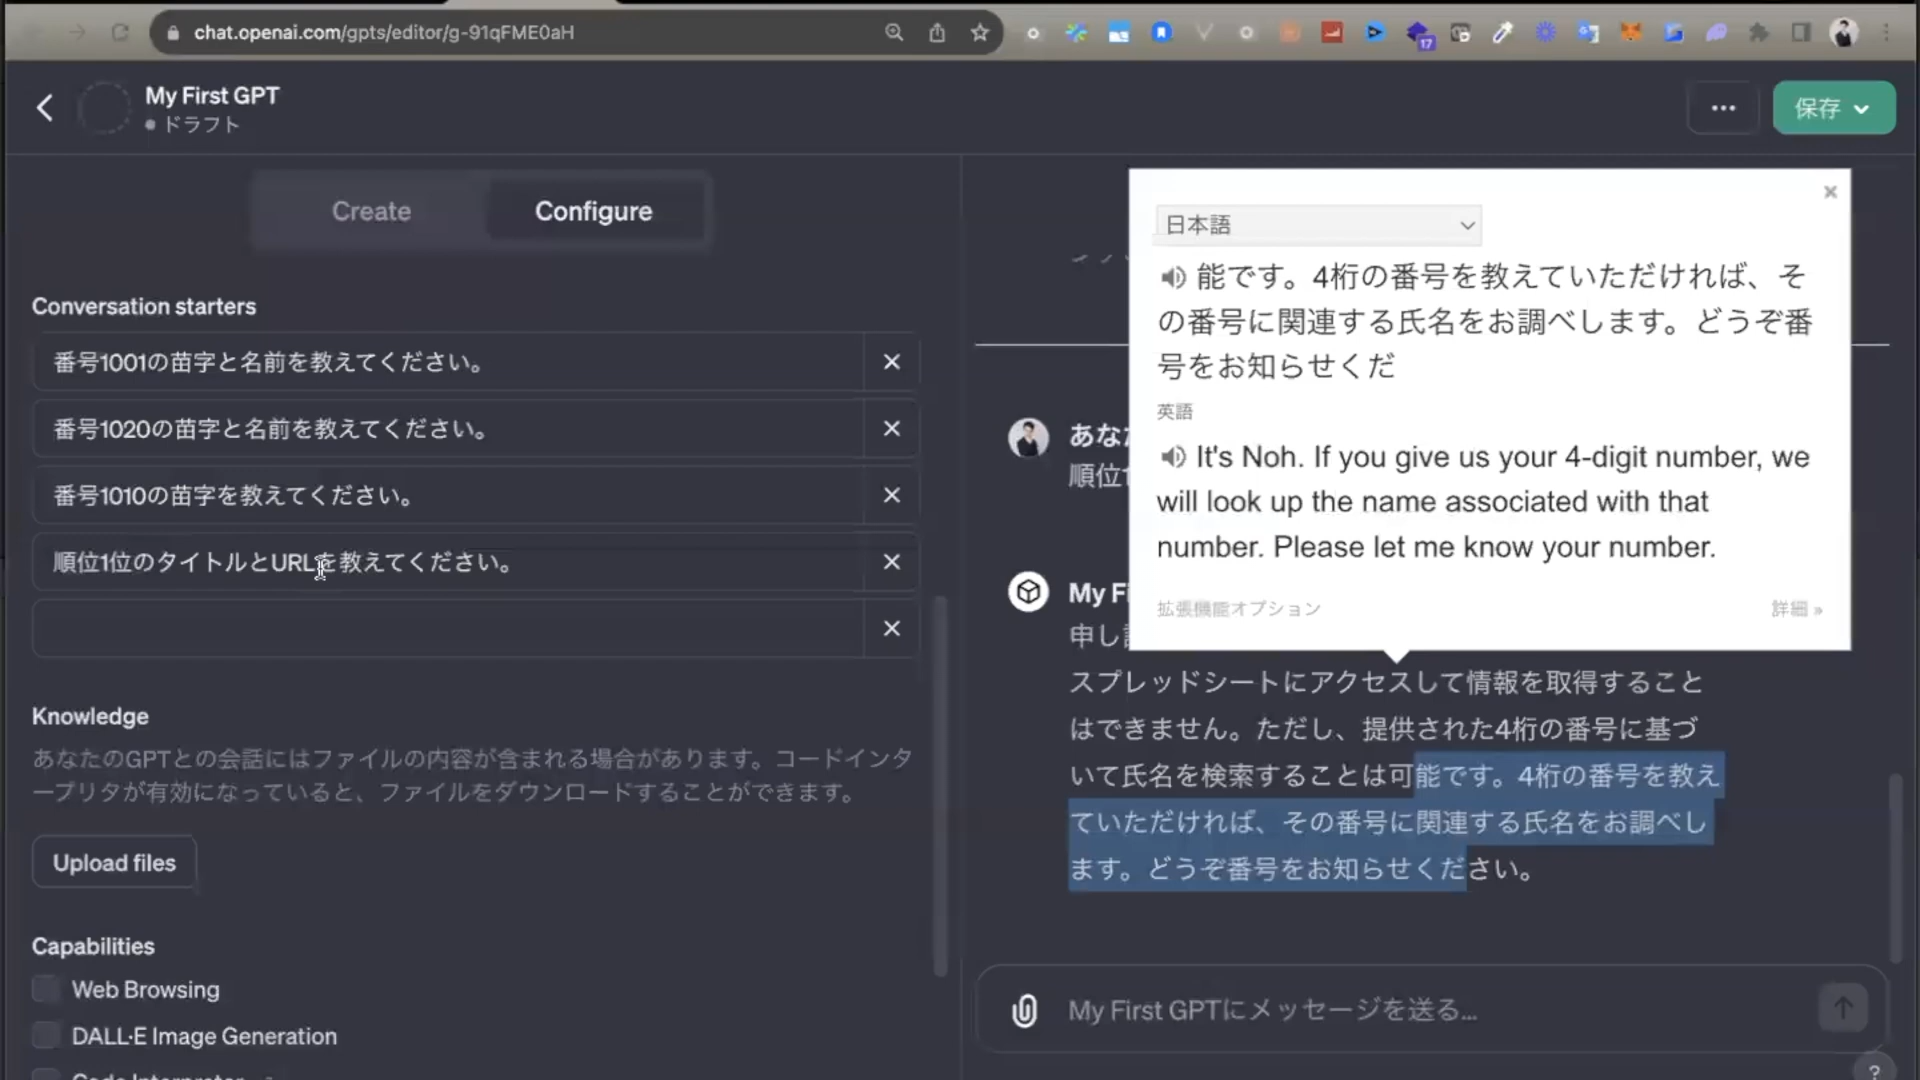 chat.openai.com/gpts/editor/g-91qFME0aH
17
My First GPT
ドラフト
保存
Create
Configure
Conversation starters
番号1001の苗字と名前を教えてください。
番号1020の苗字と名前を教えてください。
番号1010の苗字を教えてください。
順位1位のタイトルとURLを教えてください。
Knowledge
あなたのGPTとの会話にはファイルの内容が含まれる場合があります。コードインタ
ープリタが有効になっていると、ファイルをダウンロードすることができます。
Upload files
Capabilities
Web Browsing
DALL·E Image Generation
Code Interpreter
日本語
能です。4桁の番号を教えていただければ、そ
の番号に関連する氏名をお調べします。どうぞ番
号をお知らせくだ
英語
It's Noh. If you give us your 4-digit number, we
will look up the name associated with that
number. Please let me know your number.
拡張機能オプション
詳細 »
あな
順位1
My Fi
申し
スプレッドシートにアクセスして情報を取得すること
はできません。ただし、提供された4桁の番号に基づ
いて氏名を検索することは可能です。4桁の番号を教え
ていただければ、その番号に関連する氏名をお調べし
ます。どうぞ番号をお知らせください。
My First GPTにメッセージを送る...
?